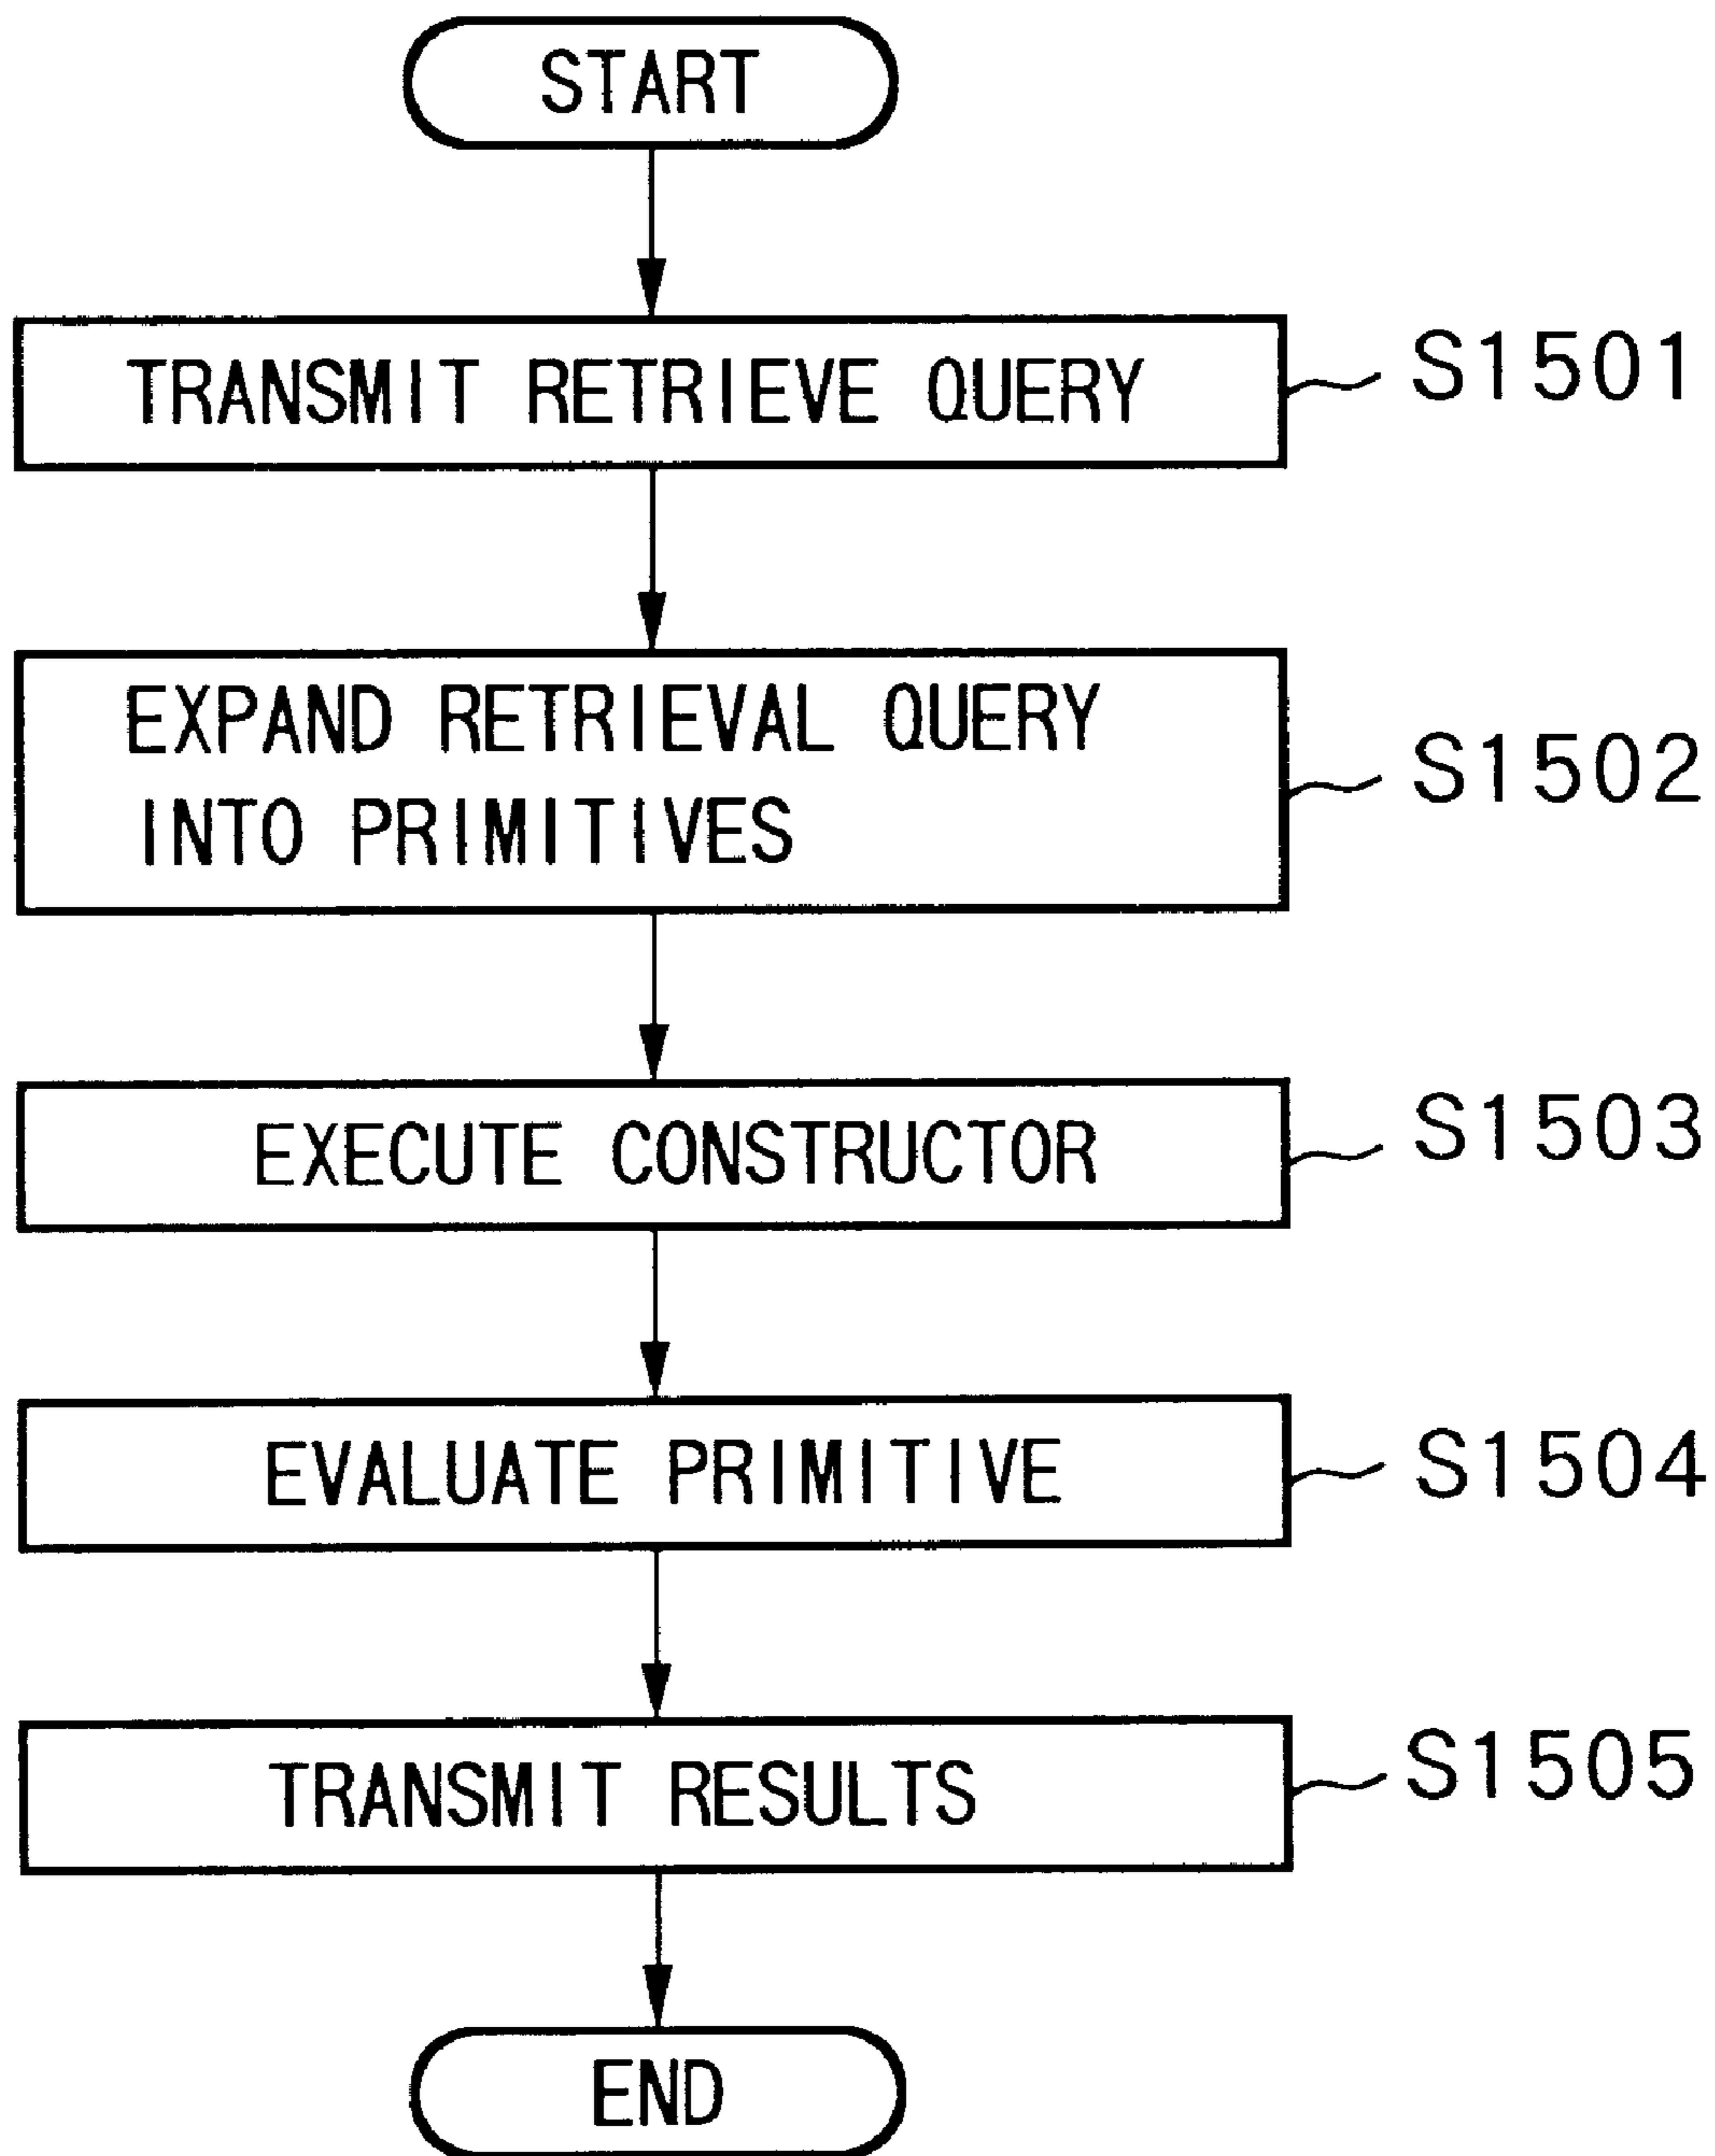 START
TRANSMIT RETRIEVE QUERY
S1501
EXPAND RETRIEVAL QUERY
INTO PRIMITIVES
S1502
EXECUTE CONSTRUCTOR
S1503
EVALUATE PRIMITIVE
S1504
TRANSMIT RESULTS
S1505
END